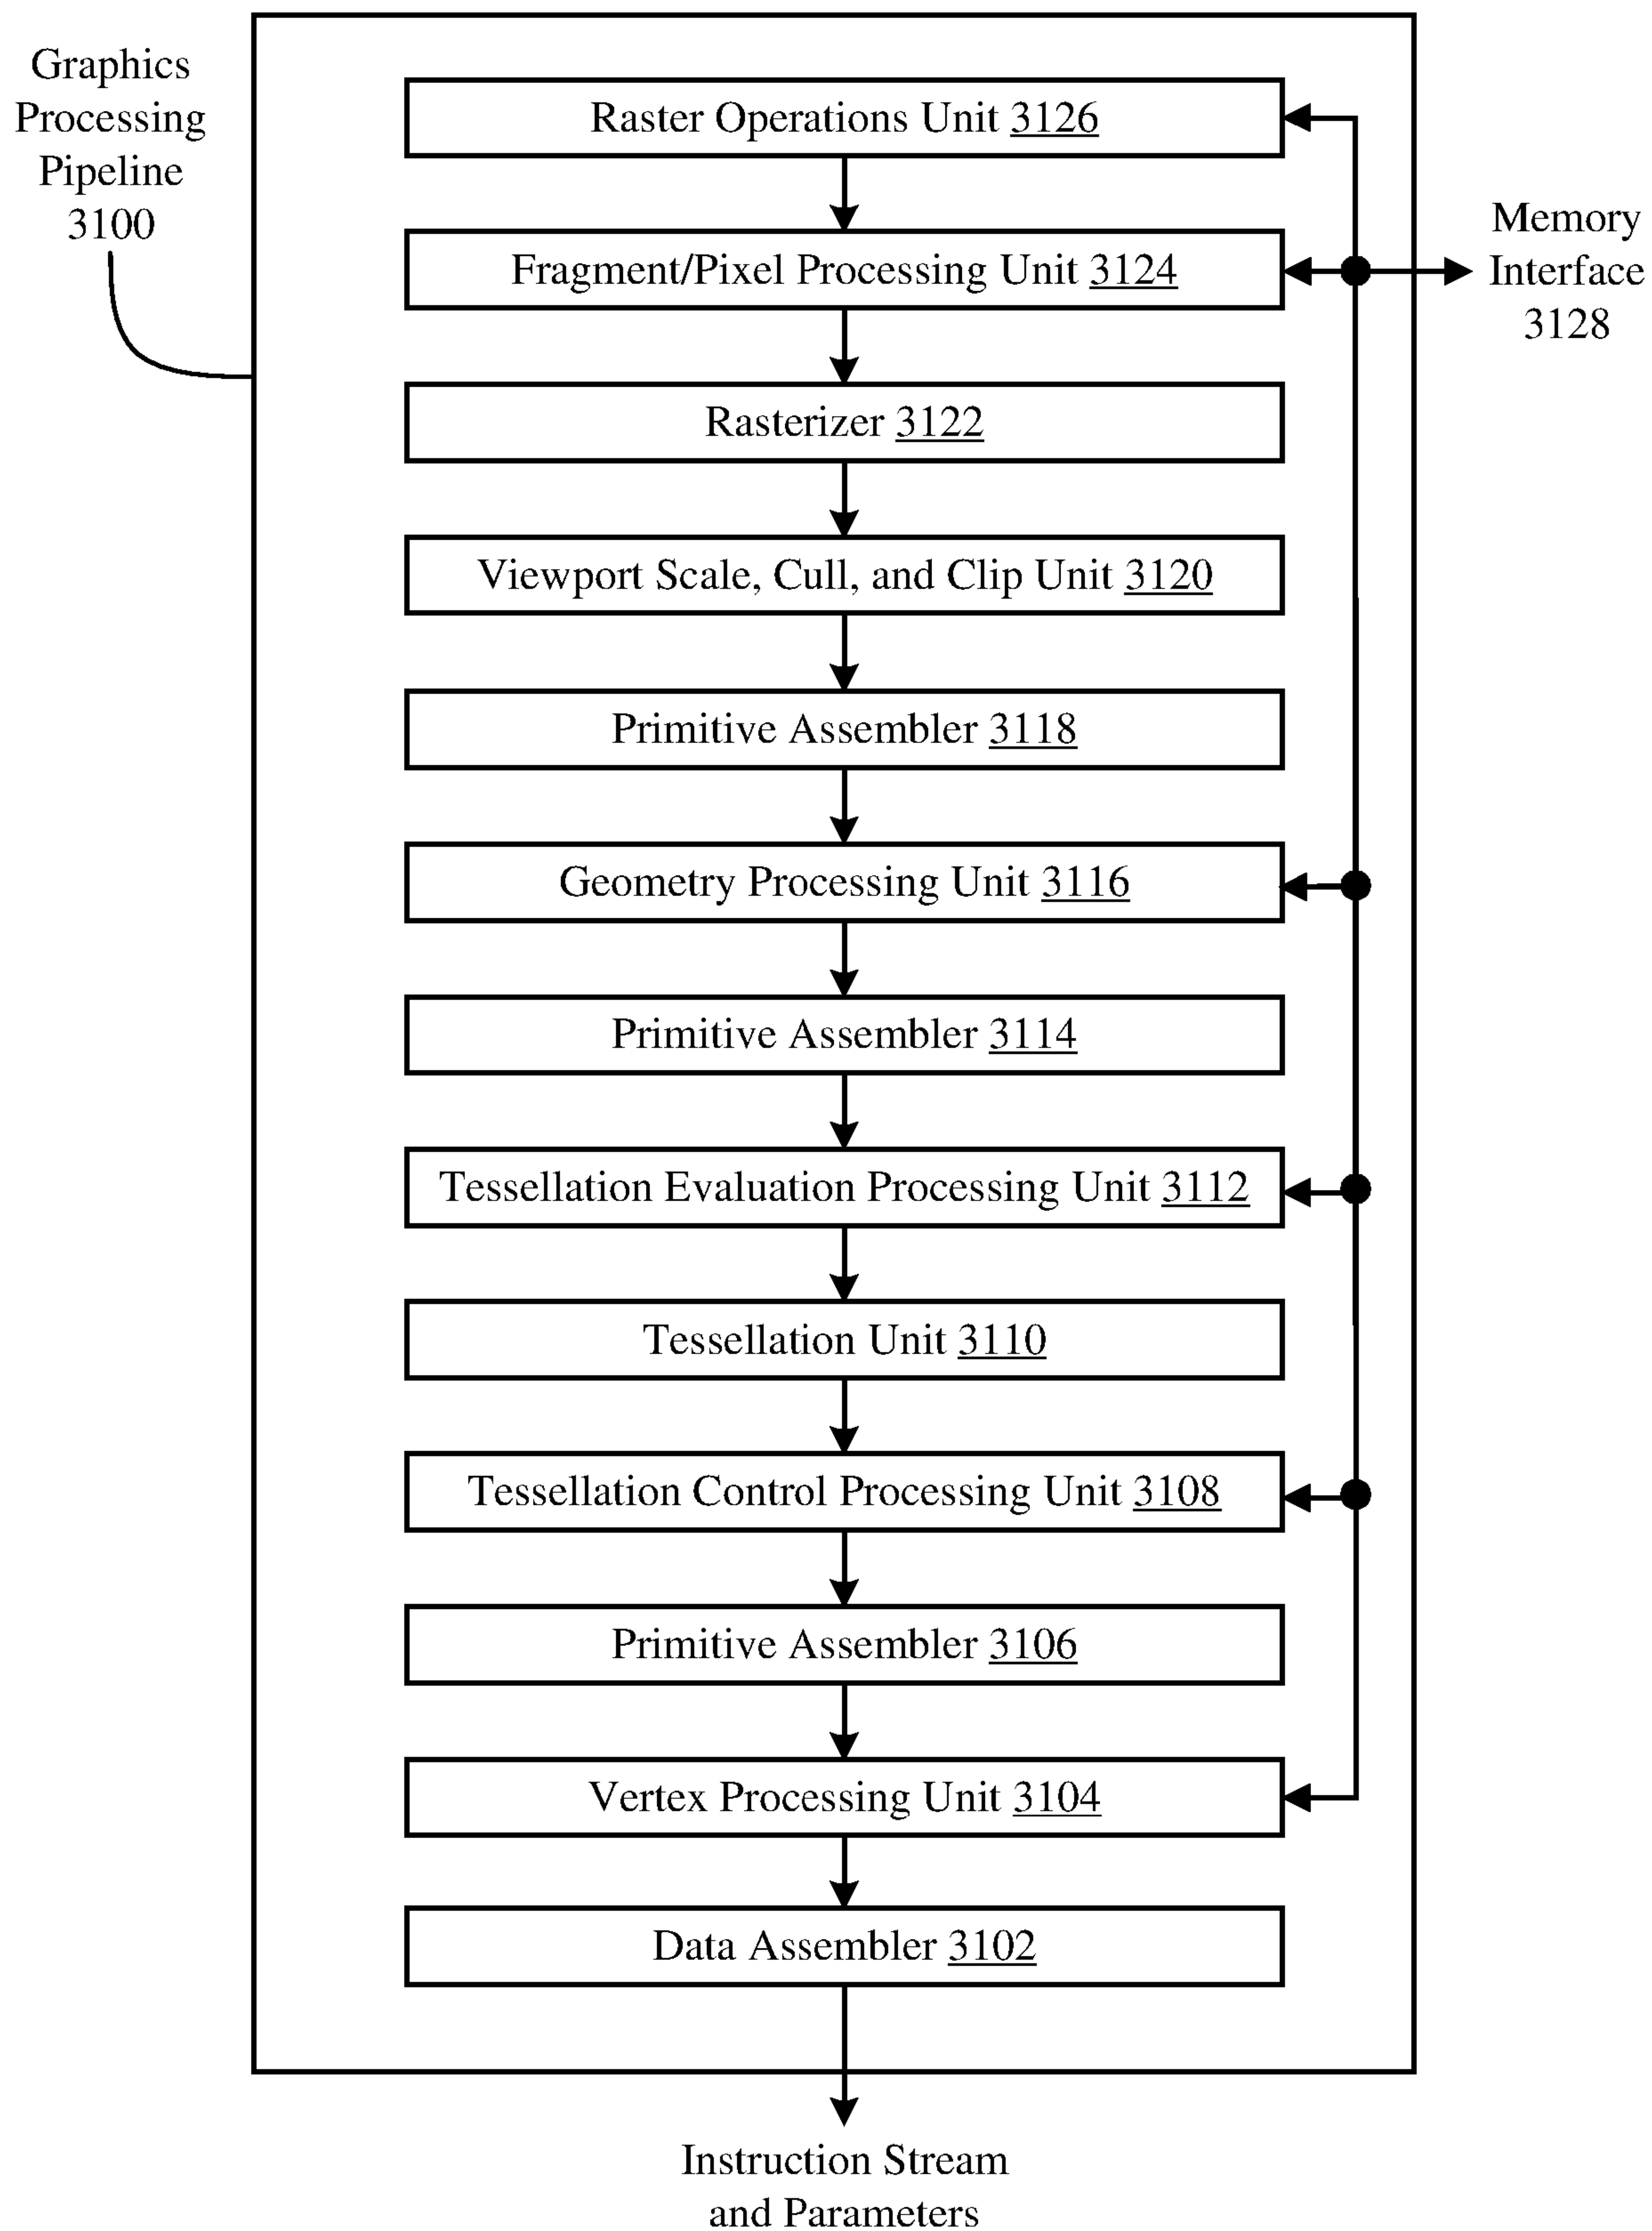 Graphics
Processing
Pipeline
3100
Raster Operations Unit 3126
Fragment/Pixel Processing Unit 3124
Memory
Interface
3128
Rasterizer 3122
Viewport Scale, Cull, and Clip Unit 3120
Primitive Assembler 3118
Geometry Processing Unit 3116
Primitive Assembler 3114
Tessellation Evaluation Processing Unit 3112
Tessellation Unit 3110
Tessellation Control Processing Unit 3108
Primitive Assembler 3106
Vertex Processing Unit 3104
Data Assembler 3102
Instruction Stream
and Parameters